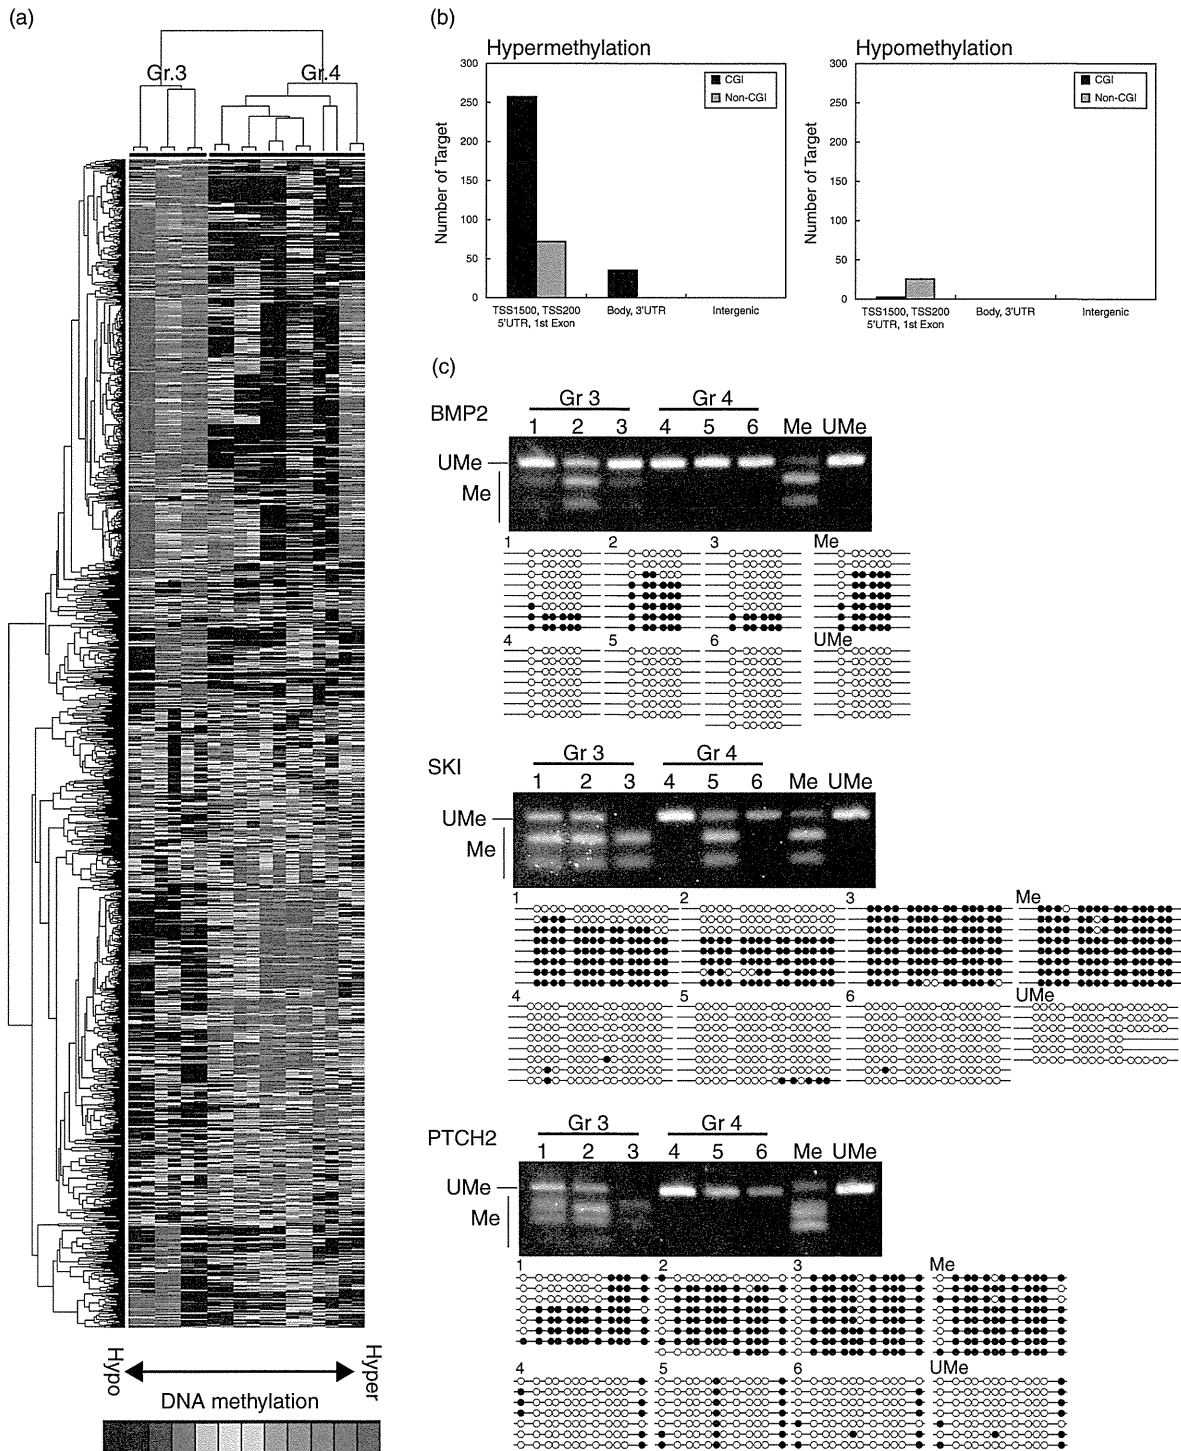 (a)
Gr.3
Gr.4
Hypo
Hyper
DNA methylation
(b)
Hypermethylation
Number of Target
300
250
200
150
100
50
0
CGI
Non-CGI
TSS1500, TSS200
5'UTR, 1st Exon
Body, 3'UTR
Intergenic
Hypomethylation
Number of Target
300
250
200
150
100
50
0
CGI
Non-CGI
TSS1500, TSS200
5'UTR, 1st Exon
Body, 3'UTR
Intergenic
(c)
BMP2
Gr 3
Gr 4
1 2 3 4 5 6 Me UMe
UMe
Me
1 2 3 Me
4 5 6 UMe
SKI
Gr 3
Gr 4
1 2 3 4 5 6 Me UMe
UMe
Me
1 2 3 Me
4 5 6 UMe
PTCH2
Gr 3
Gr 4
1 2 3 4 5 6 Me UMe
UMe
Me
1 2 3 Me
4 5 6 UMe